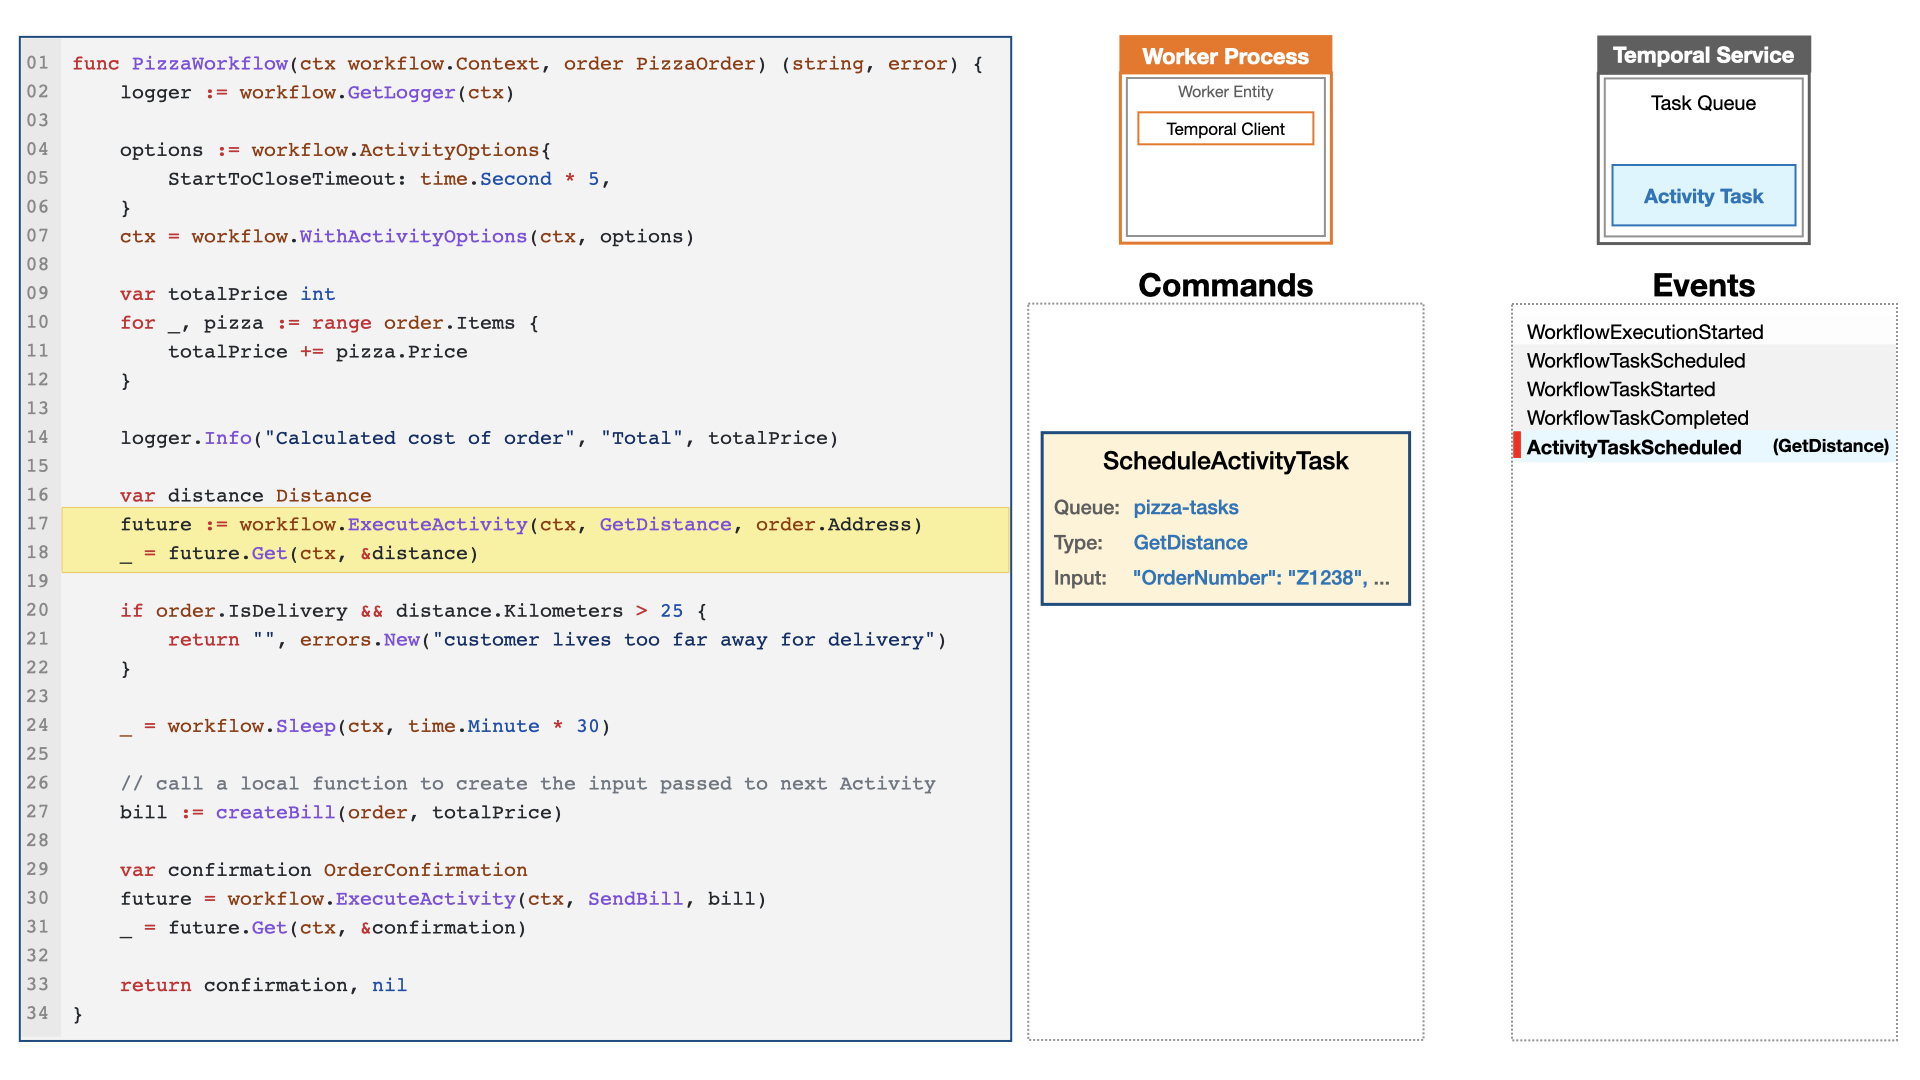 01 func PizzaWorkflow(ctx workflow.Context, order PizzaOrder) (string, error) {
02     logger := workflow.GetLogger(ctx)
03
04     options := workflow.ActivityOptions{
05         StartToCloseTimeout: time.Second * 5,
06     }
07     ctx = workflow.WithActivityOptions(ctx, options)
08
09     var totalPrice int
10     for _, pizza := range order.Items {
11         totalPrice += pizza.Price
12     }
13
14     logger.Info("Calculated cost of order", "Total", totalPrice)
15
16     var distance Distance
17     future := workflow.ExecuteActivity(ctx, GetDistance, order.Address)
18     _ = future.Get(ctx, &distance)
19
20     if order.IsDelivery && distance.Kilometers > 25 {
21         return "", errors.New("customer lives too far away for delivery")
22     }
23
24     _ = workflow.Sleep(ctx, time.Minute * 30)
25
26     // call a local function to create the input passed to next Activity
27     bill := createBill(order, totalPrice)
28
29     var confirmation OrderConfirmation
30     future = workflow.ExecuteActivity(ctx, SendBill, bill)
31     _ = future.Get(ctx, &confirmation)
32
33     return confirmation, nil
34 }
Worker Process
Worker Entity
Temporal Client
Commands
ScheduleActivityTask
Queue: pizza-tasks
Type: GetDistance
Input: "OrderNumber": "Z1238", ...
Temporal Service
Task Queue
Activity Task
Events
WorkflowExecutionStarted
WorkflowTaskScheduled
WorkflowTaskStarted
WorkflowTaskCompleted
ActivityTaskScheduled (GetDistance)